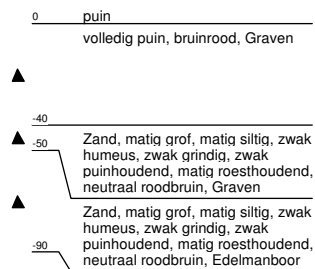 0 puin
volledig puin, bruinrood, Graven
-40
-50 Zand, matig grof, matig siltig, zwak
humeus, zwak grindig, zwak
puinhoudend, matig roesthoudend,
neutraal roodbruin, Graven
Zand, matig grof, matig siltig, zwak
humeus, zwak grindig, zwak
-90 puinhoudend, matig roesthoudend,
neutraal roodbruin, Edelmanboor